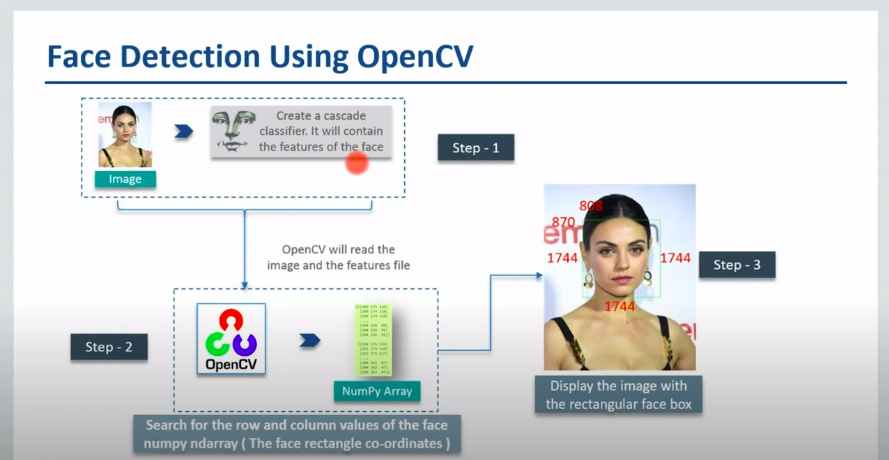 Face Detection Using OpenCV
em
Image
Create a cascade
classifier. It will contain
the features of the face
Step - 1
OpenCV will read the
image and the features file
Step - 2
OpenCV
NumPy Array
Search for the row and column values of the face
numpy ndarray ( The face rectangle co-ordinates )
808
870
em
1744
1744
1744
Step - 3
Display the image with
the rectangular face box